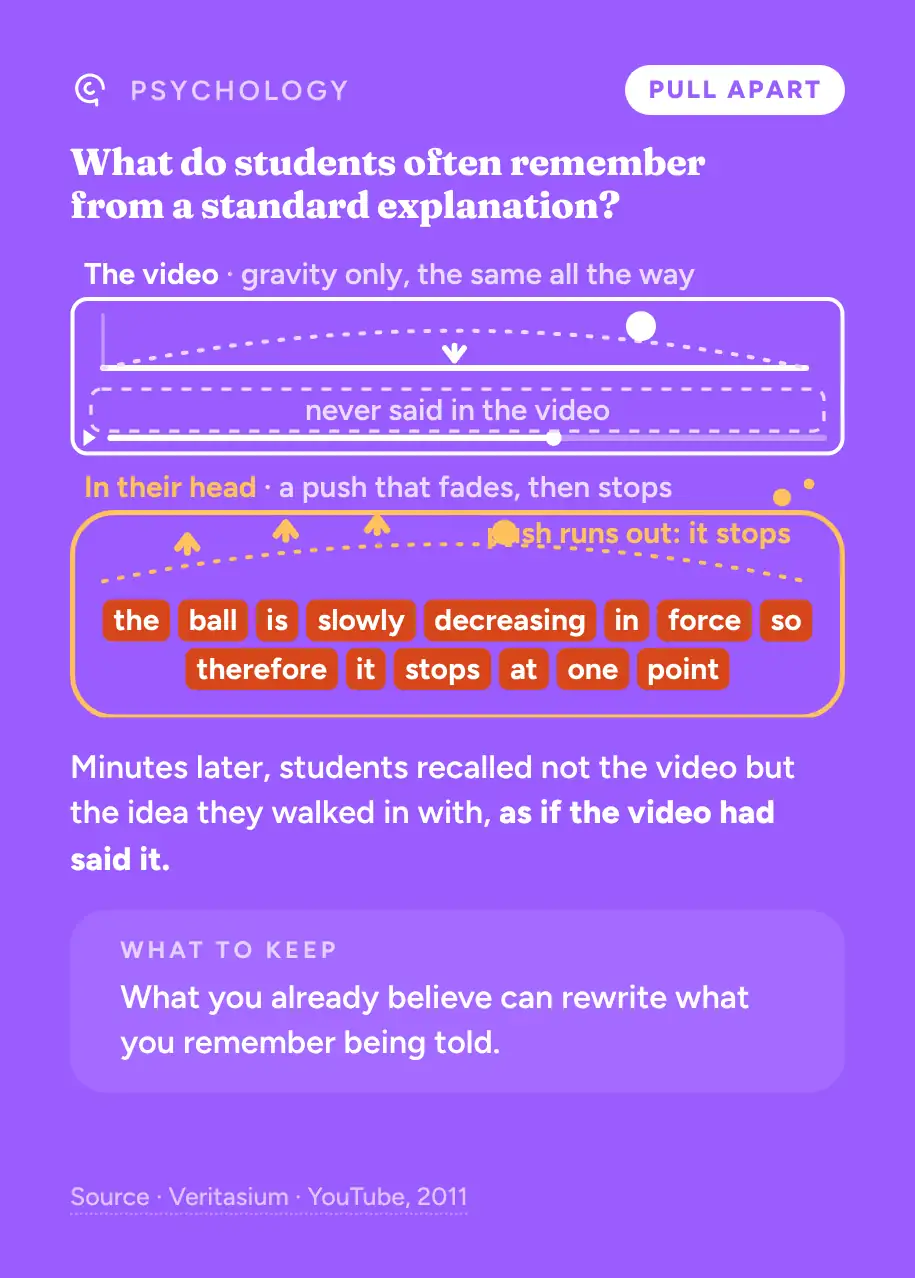 PSYCHOLOGY
PULL APART
What do students often remember
from a standard explanation?
The video · gravity only, the same all the way
never said in the video
In their head · a push that fades, then stops
push runs out: it stops
the ball is slowly decreasing in force so
therefore it stops at one point
Minutes later, students recalled not the video but
the idea they walked in with, as if the video had
said it.
WHAT TO KEEP
What you already believe can rewrite what
you remember being told.
Source · Veritasium · YouTube, 2011